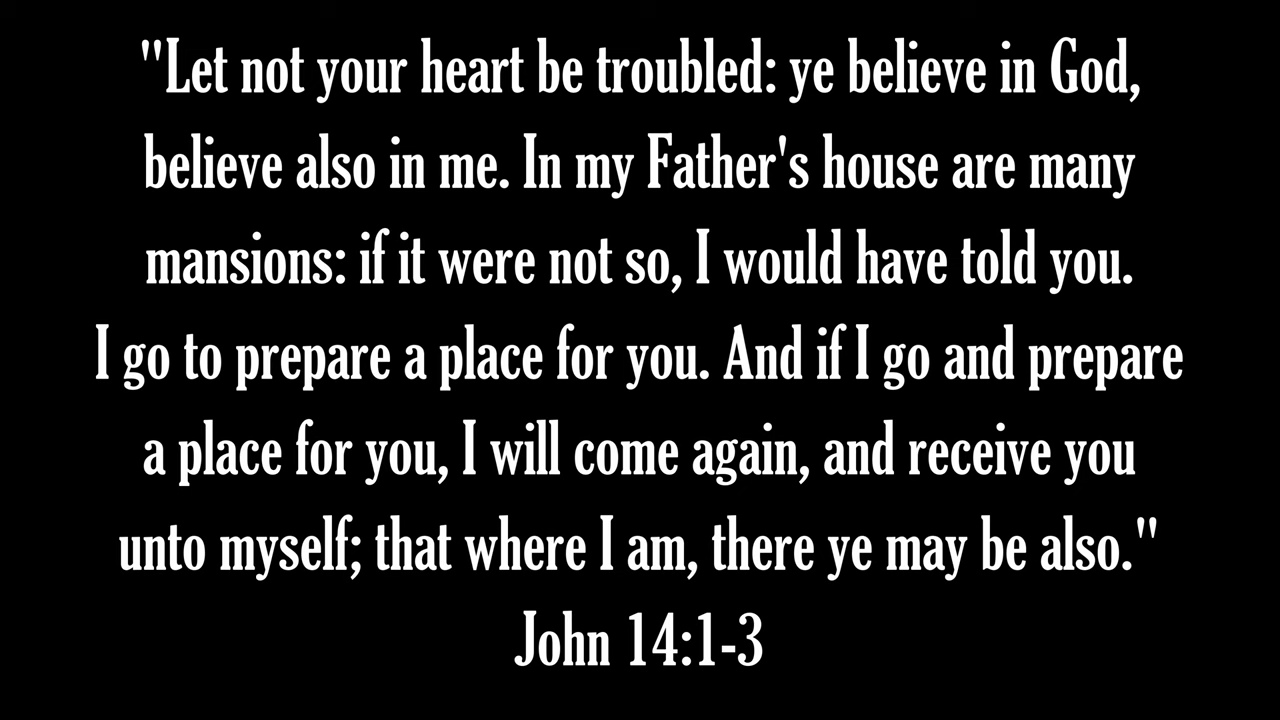 "Let not your heart be troubled: ye believe in God,
believe also in me. In my Father's house are many
mansions: if it were not so, I would have told you.
I go to prepare a place for you. And if I go and prepare
a place for you, I will come again, and receive you
unto myself; that where I am, there ye may be also."
John 14:1-3